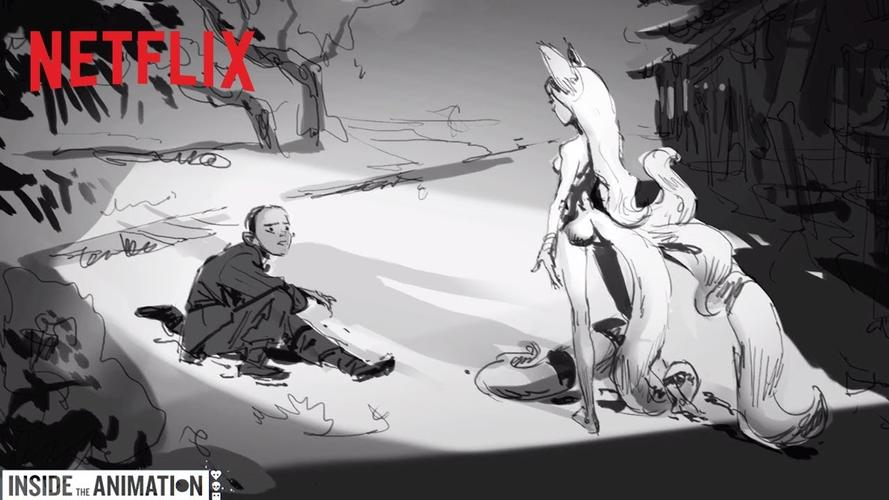 NETFLIX
INSIDE THE ANIMATION